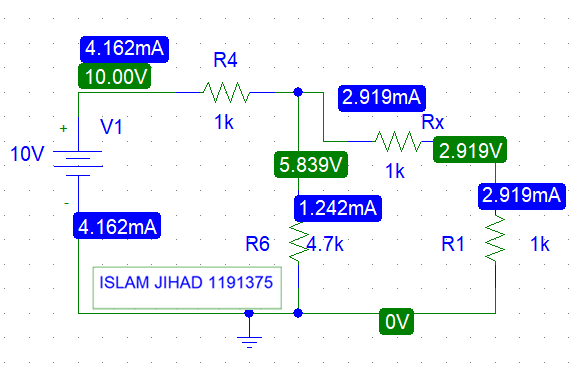 4.162mA
10.00V
R4
1k
2.919mA
Rx
+
V1
10V
1k
2.919V
5.839V
2.919mA
1.242mA
-
4.162mA
R6
4.7k
R1
1k
ISLAM JIHAD 1191375
0V